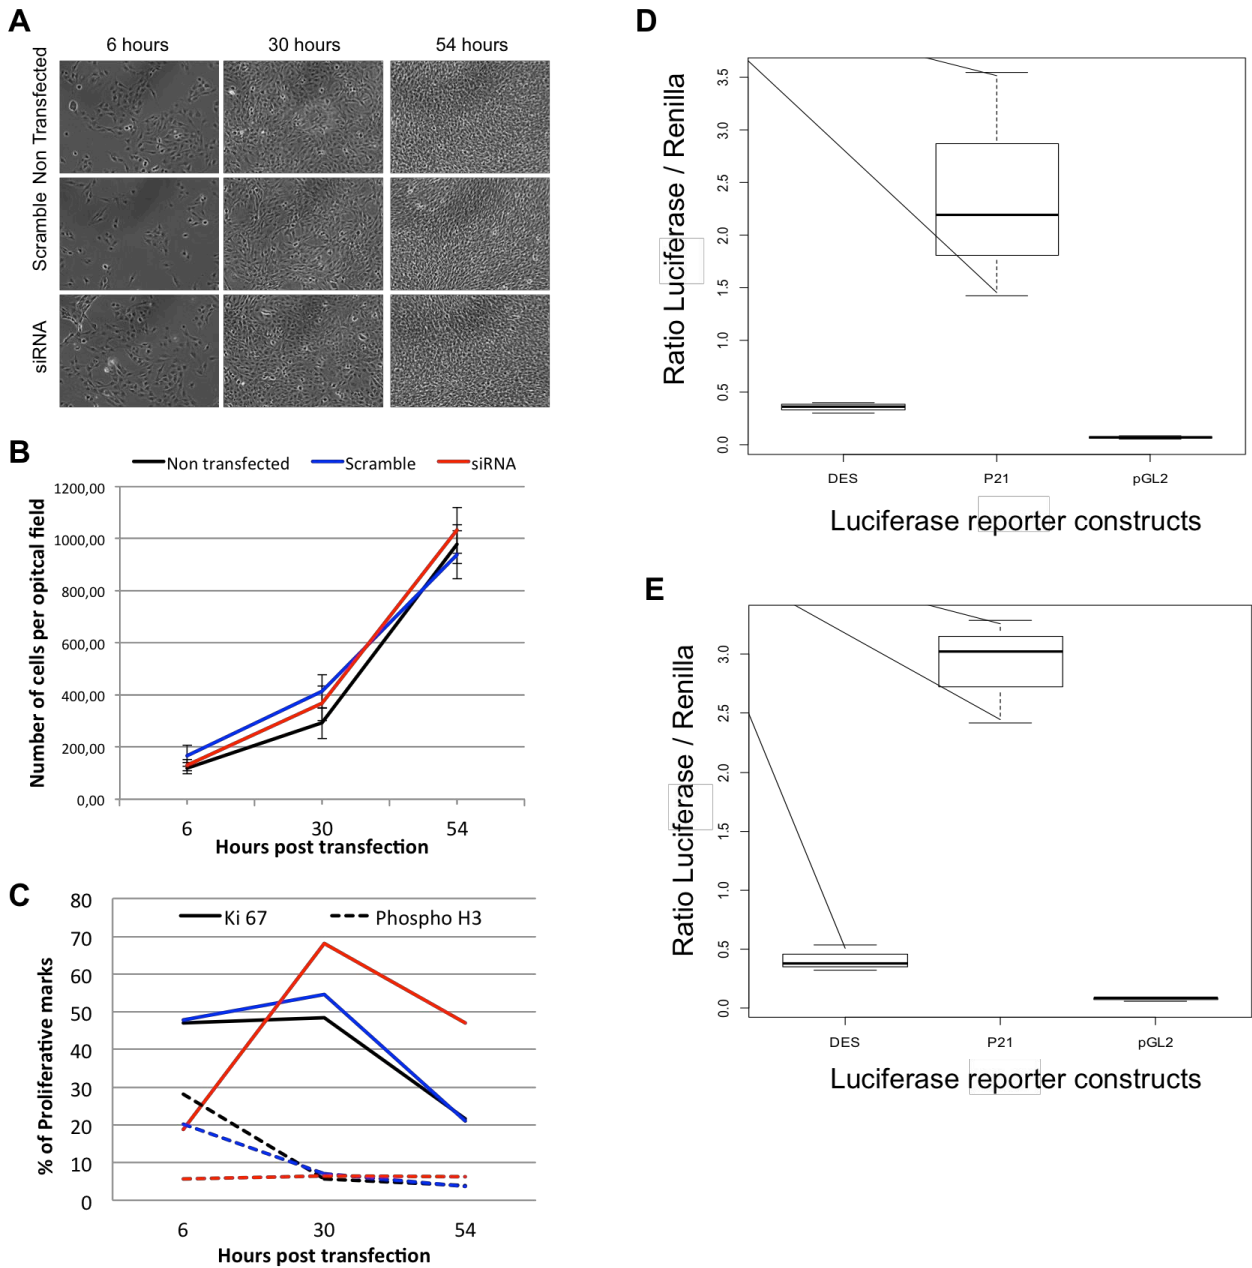 A
6 hours
30 hours
54 hours
Non Transfected
Scramble
siRNA
B
Non transfected
Scramble
siRNA
Number of cells per opitcal field
1200,00
1000,00
800,00
600,00
400,00
200,00
0,00
6
30
54
Hours post transfection
C
Ki 67
Phospho H3
% of Proliferative marks
80
70
60
50
40
30
20
10
0
6
30
54
Hours post transfection
D
Ratio Luciferase / Renilla
3.5
3.0
2.5
2.0
1.5
1.0
0.5
0.0
DES
P21
pGL2
Luciferase reporter constructs
E
Ratio Luciferase / Renilla
3.0
2.5
2.0
1.5
1.0
0.5
0.0
DES
P21
pGL2
Luciferase reporter constructs